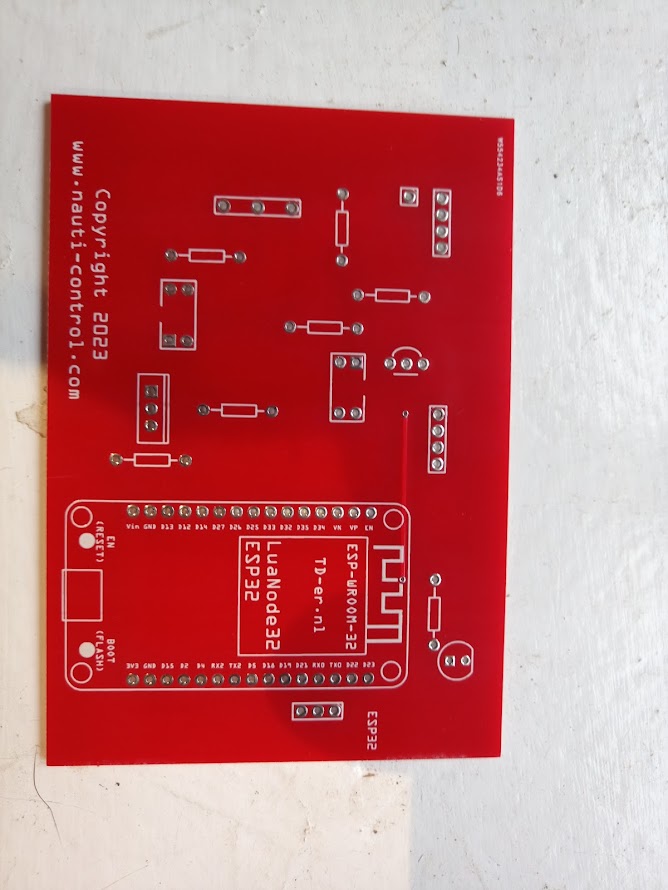 Copyright 2023
www.nauti-control.com
Vin GND D13 D12 D14 D27 D26 D25 D33 D32 D35 D34 VN VP EN
EN
(RESET)
BOOT
(FLASH)
ESP-WROOM-32
TD-er.nl
LuaNode32
ESP32
3V3 GND D15 D2 D4 RX2 TX2 D5 D18 D19 D21 RX0 TX0 D22 D23
ESP32